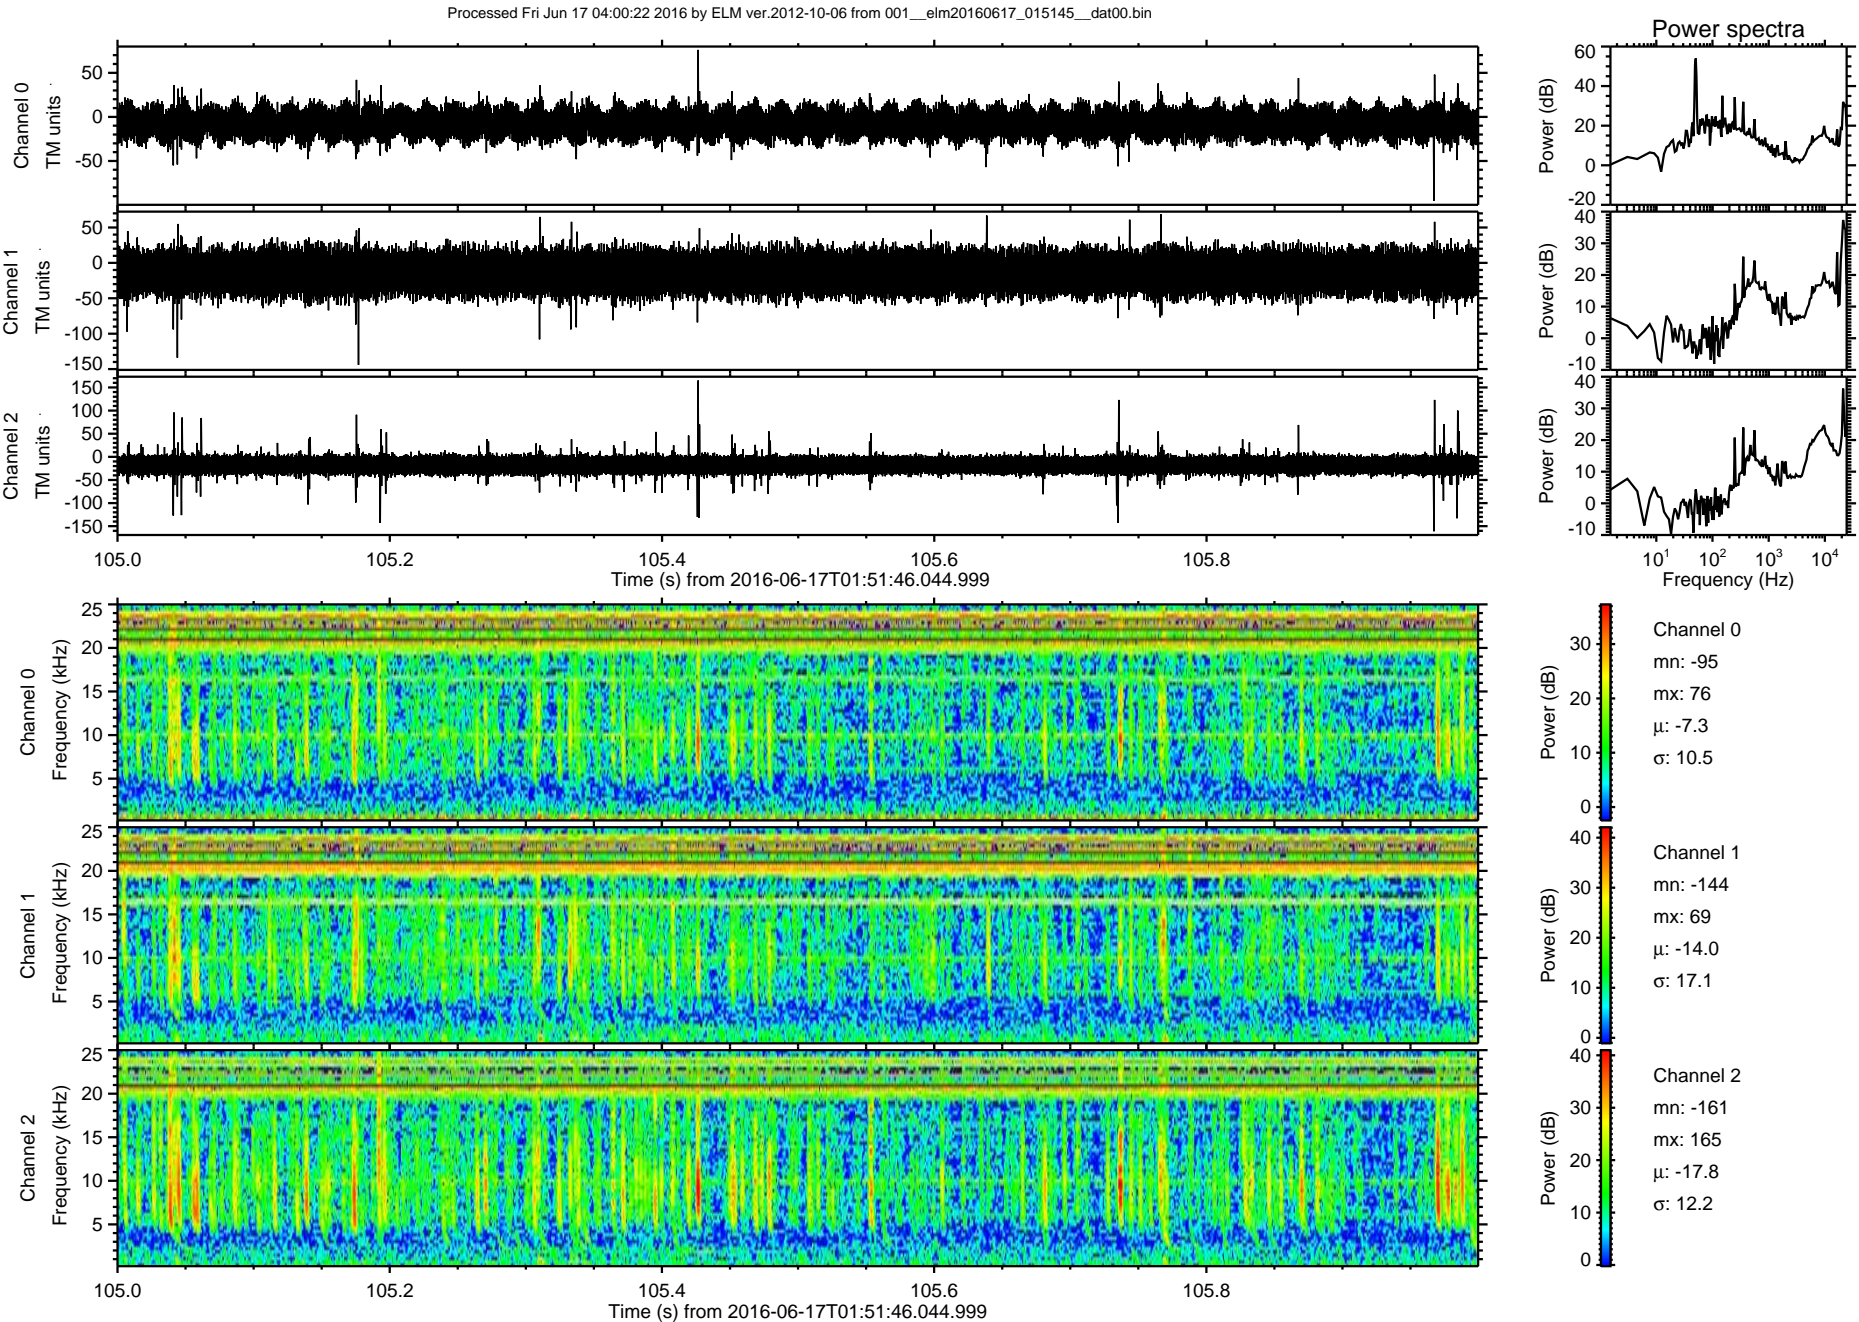 Processed Fri Jun 17 04:00:22 2016 by ELM ver.2012-10-06 from 001__elm20160617_015145__dat00.bin
Power spectra
Channel 0
TM units
50
0
-50
Power (dB)
60
40
20
0
-20
Channel 1
TM units
50
0
-50
-100
-150
Power (dB)
40
30
20
10
0
-10
Channel 2
TM units
150
100
50
0
-50
-100
-150
Power (dB)
40
30
20
10
0
-10
105.0 105.2 105.4 105.6 105.8
Time (s) from 2016-06-17T01:51:46.044.999
10^1 10^2 10^3 10^4
Frequency (Hz)
Channel 0
Frequency (kHz)
25
20
15
10
5
Power (dB)
30
20
10
0
Channel 0
mn: -95
mx: 76
μ: -7.3
σ: 10.5
Channel 1
Frequency (kHz)
25
20
15
10
5
Power (dB)
40
30
20
10
0
Channel 1
mn: -144
mx: 69
μ: -14.0
σ: 17.1
Channel 2
Frequency (kHz)
25
20
15
10
5
Power (dB)
40
30
20
10
0
Channel 2
mn: -161
mx: 165
μ: -17.8
σ: 12.2
105.0 105.2 105.4 105.6 105.8
Time (s) from 2016-06-17T01:51:46.044.999